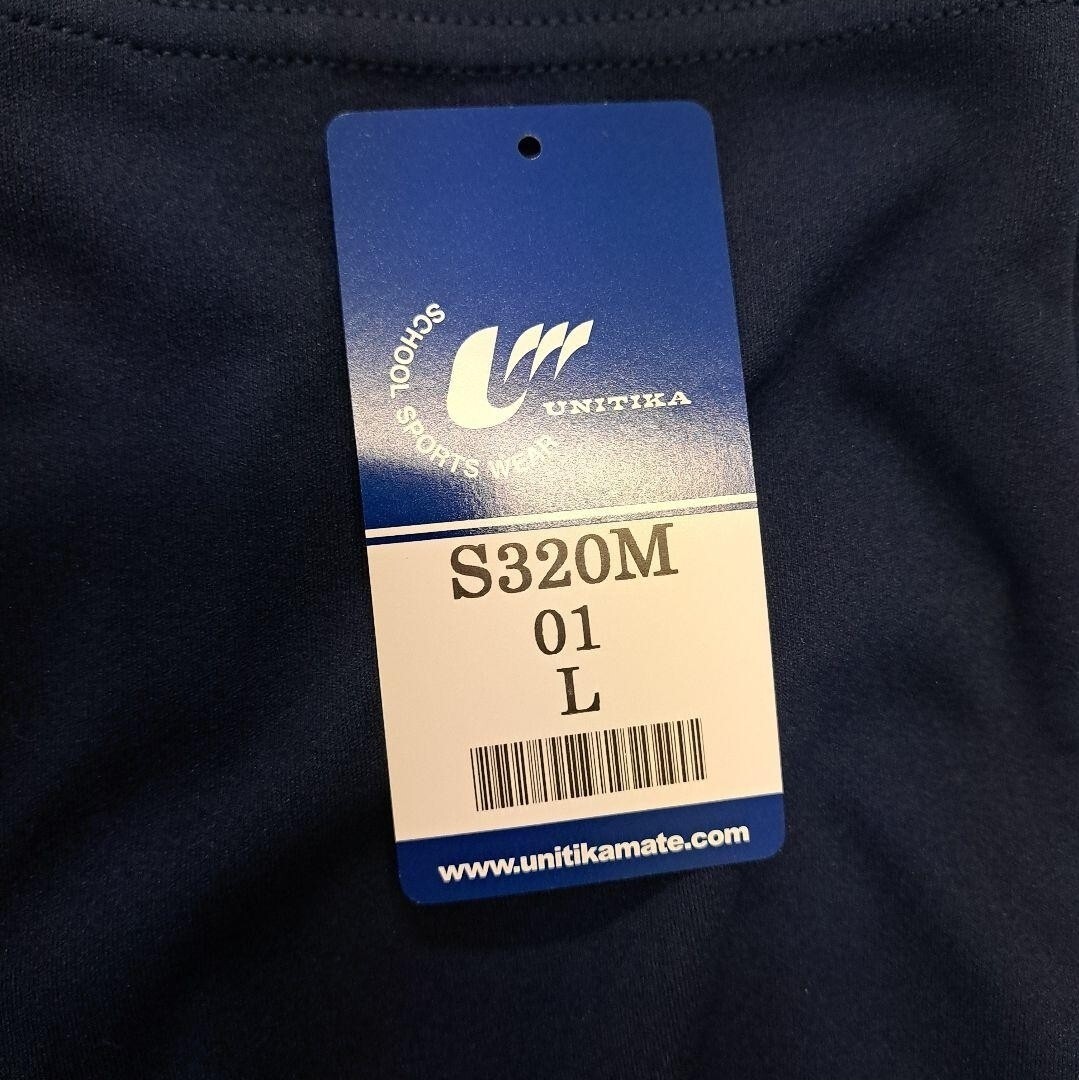 SCHOOL SPORTS WEAR
UNITIKA
S320M
01
L
www.unitikamate.com